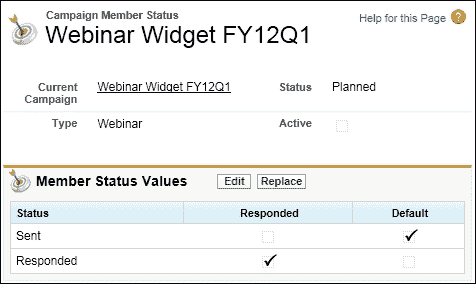 Campaign Member Status
Help for this Page ?
Webinar Widget FY12Q1
Current Campaign Webinar Widget FY12Q1 Status Planned
Type Webinar Active
Member Status Values Edit Replace
Status Responded Default
Sent
Responded